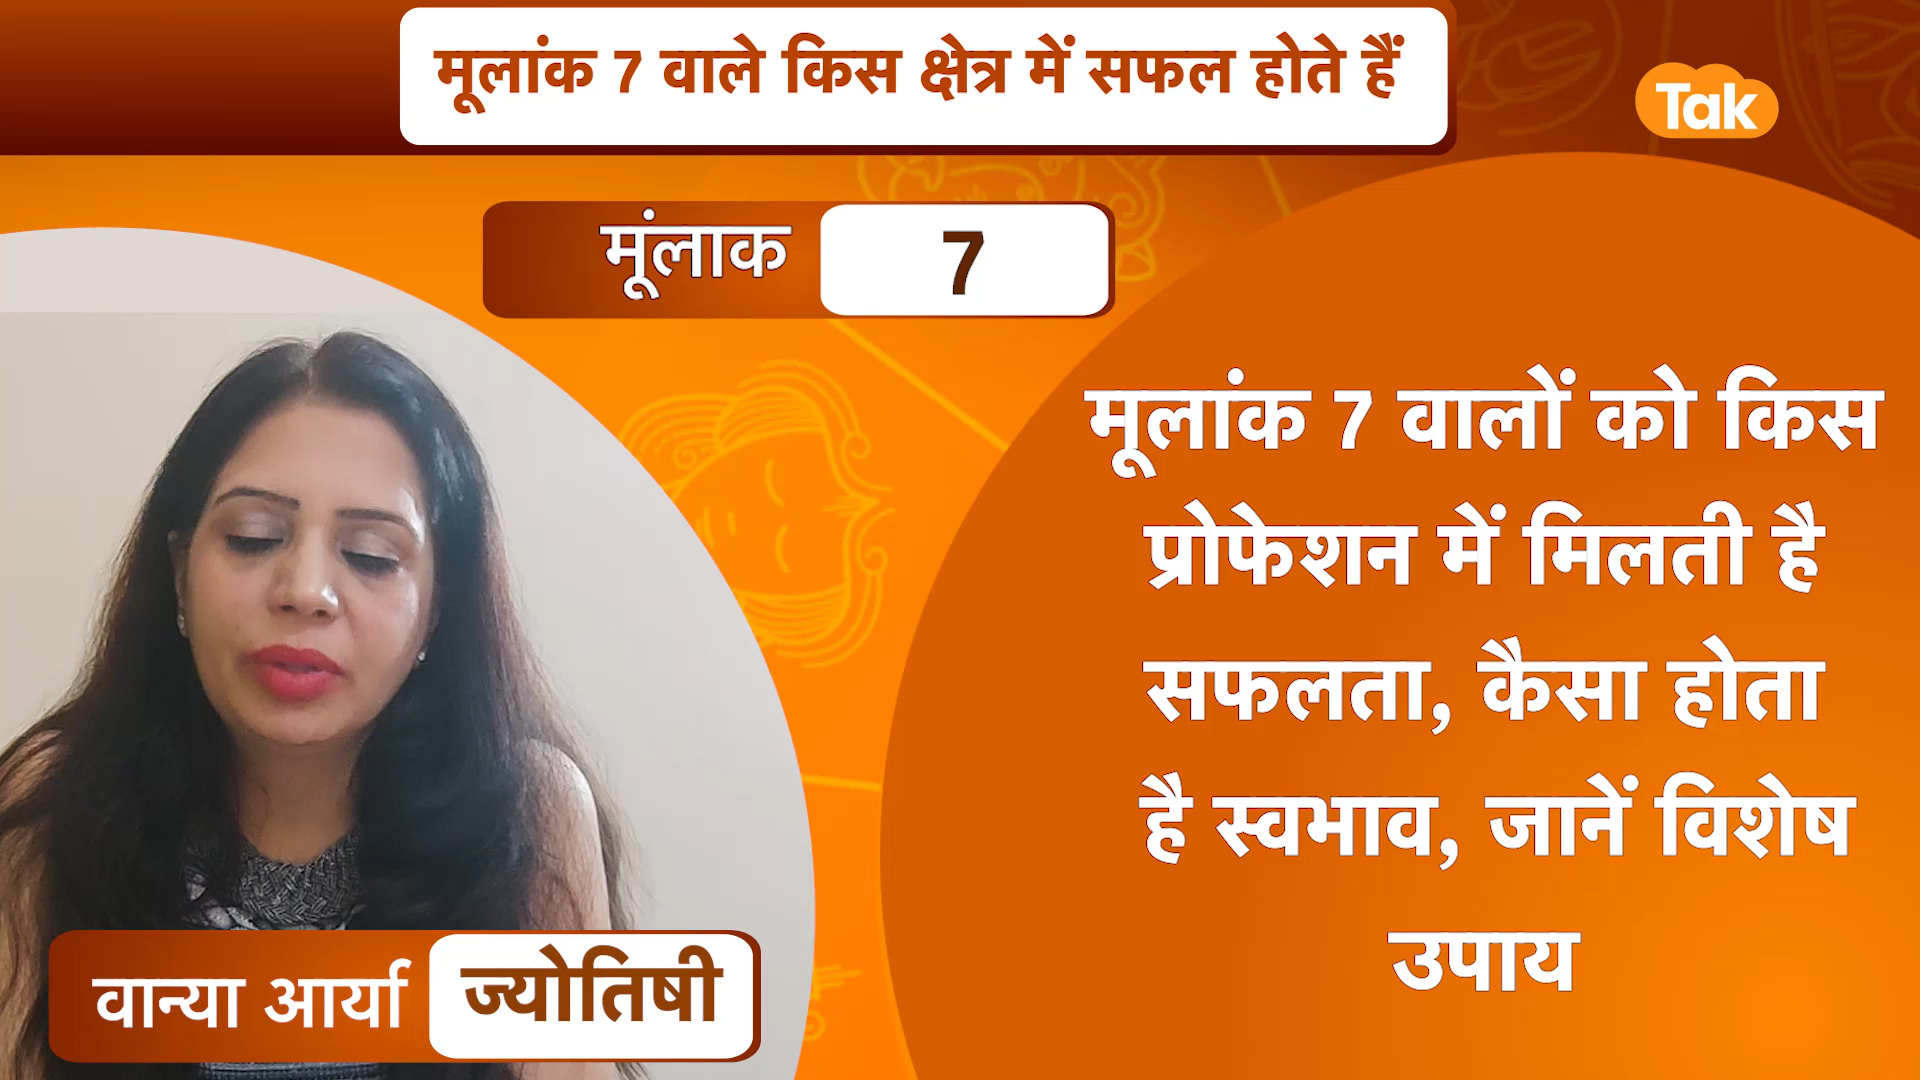 मूलांक 7 वाले किस क्षेत्र में सफल होते हैं
Tak
मूंलाक 7
मूलांक 7 वालों को किस
प्रोफेशन में मिलती है
सफलता, कैसा होता
है स्वभाव, जानें विशेष
उपाय
वान्या आर्या ज्योतिषी